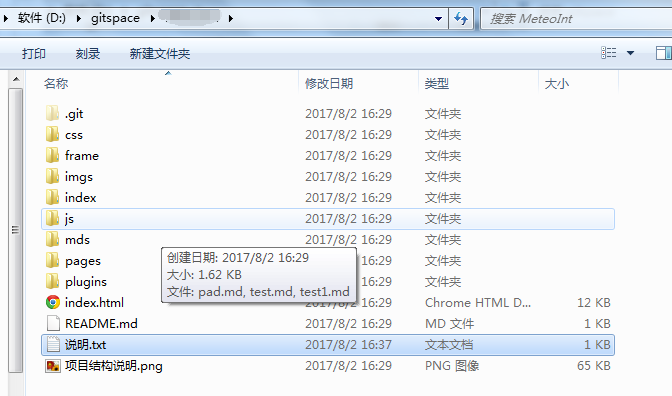 软件 (D:) gitspace 搜索 MeteoInt
打印 刻录 新建文件夹
名称 修改日期 类型 大小
.git 2017/8/2 16:29 文件夹
css 2017/8/2 16:29 文件夹
frame 2017/8/2 16:29 文件夹
imgs 2017/8/2 16:29 文件夹
index 2017/8/2 16:29 文件夹
js 2017/8/2 16:29 文件夹
mds 2017/8/2 16:29 文件夹
pages 2017/8/2 16:29 文件夹
plugins 2017/8/2 16:29 文件夹
创建日期: 2017/8/2 16:29
大小: 1.62 KB
文件: pad.md, test.md, test1.md
index.html Chrome HTML D... 12 KB
README.md 2017/8/2 16:29 MD 文件 1 KB
说明.txt 2017/8/2 16:37 文本文档 1 KB
项目结构说明.png 2017/8/2 16:29 PNG 图像 65 KB